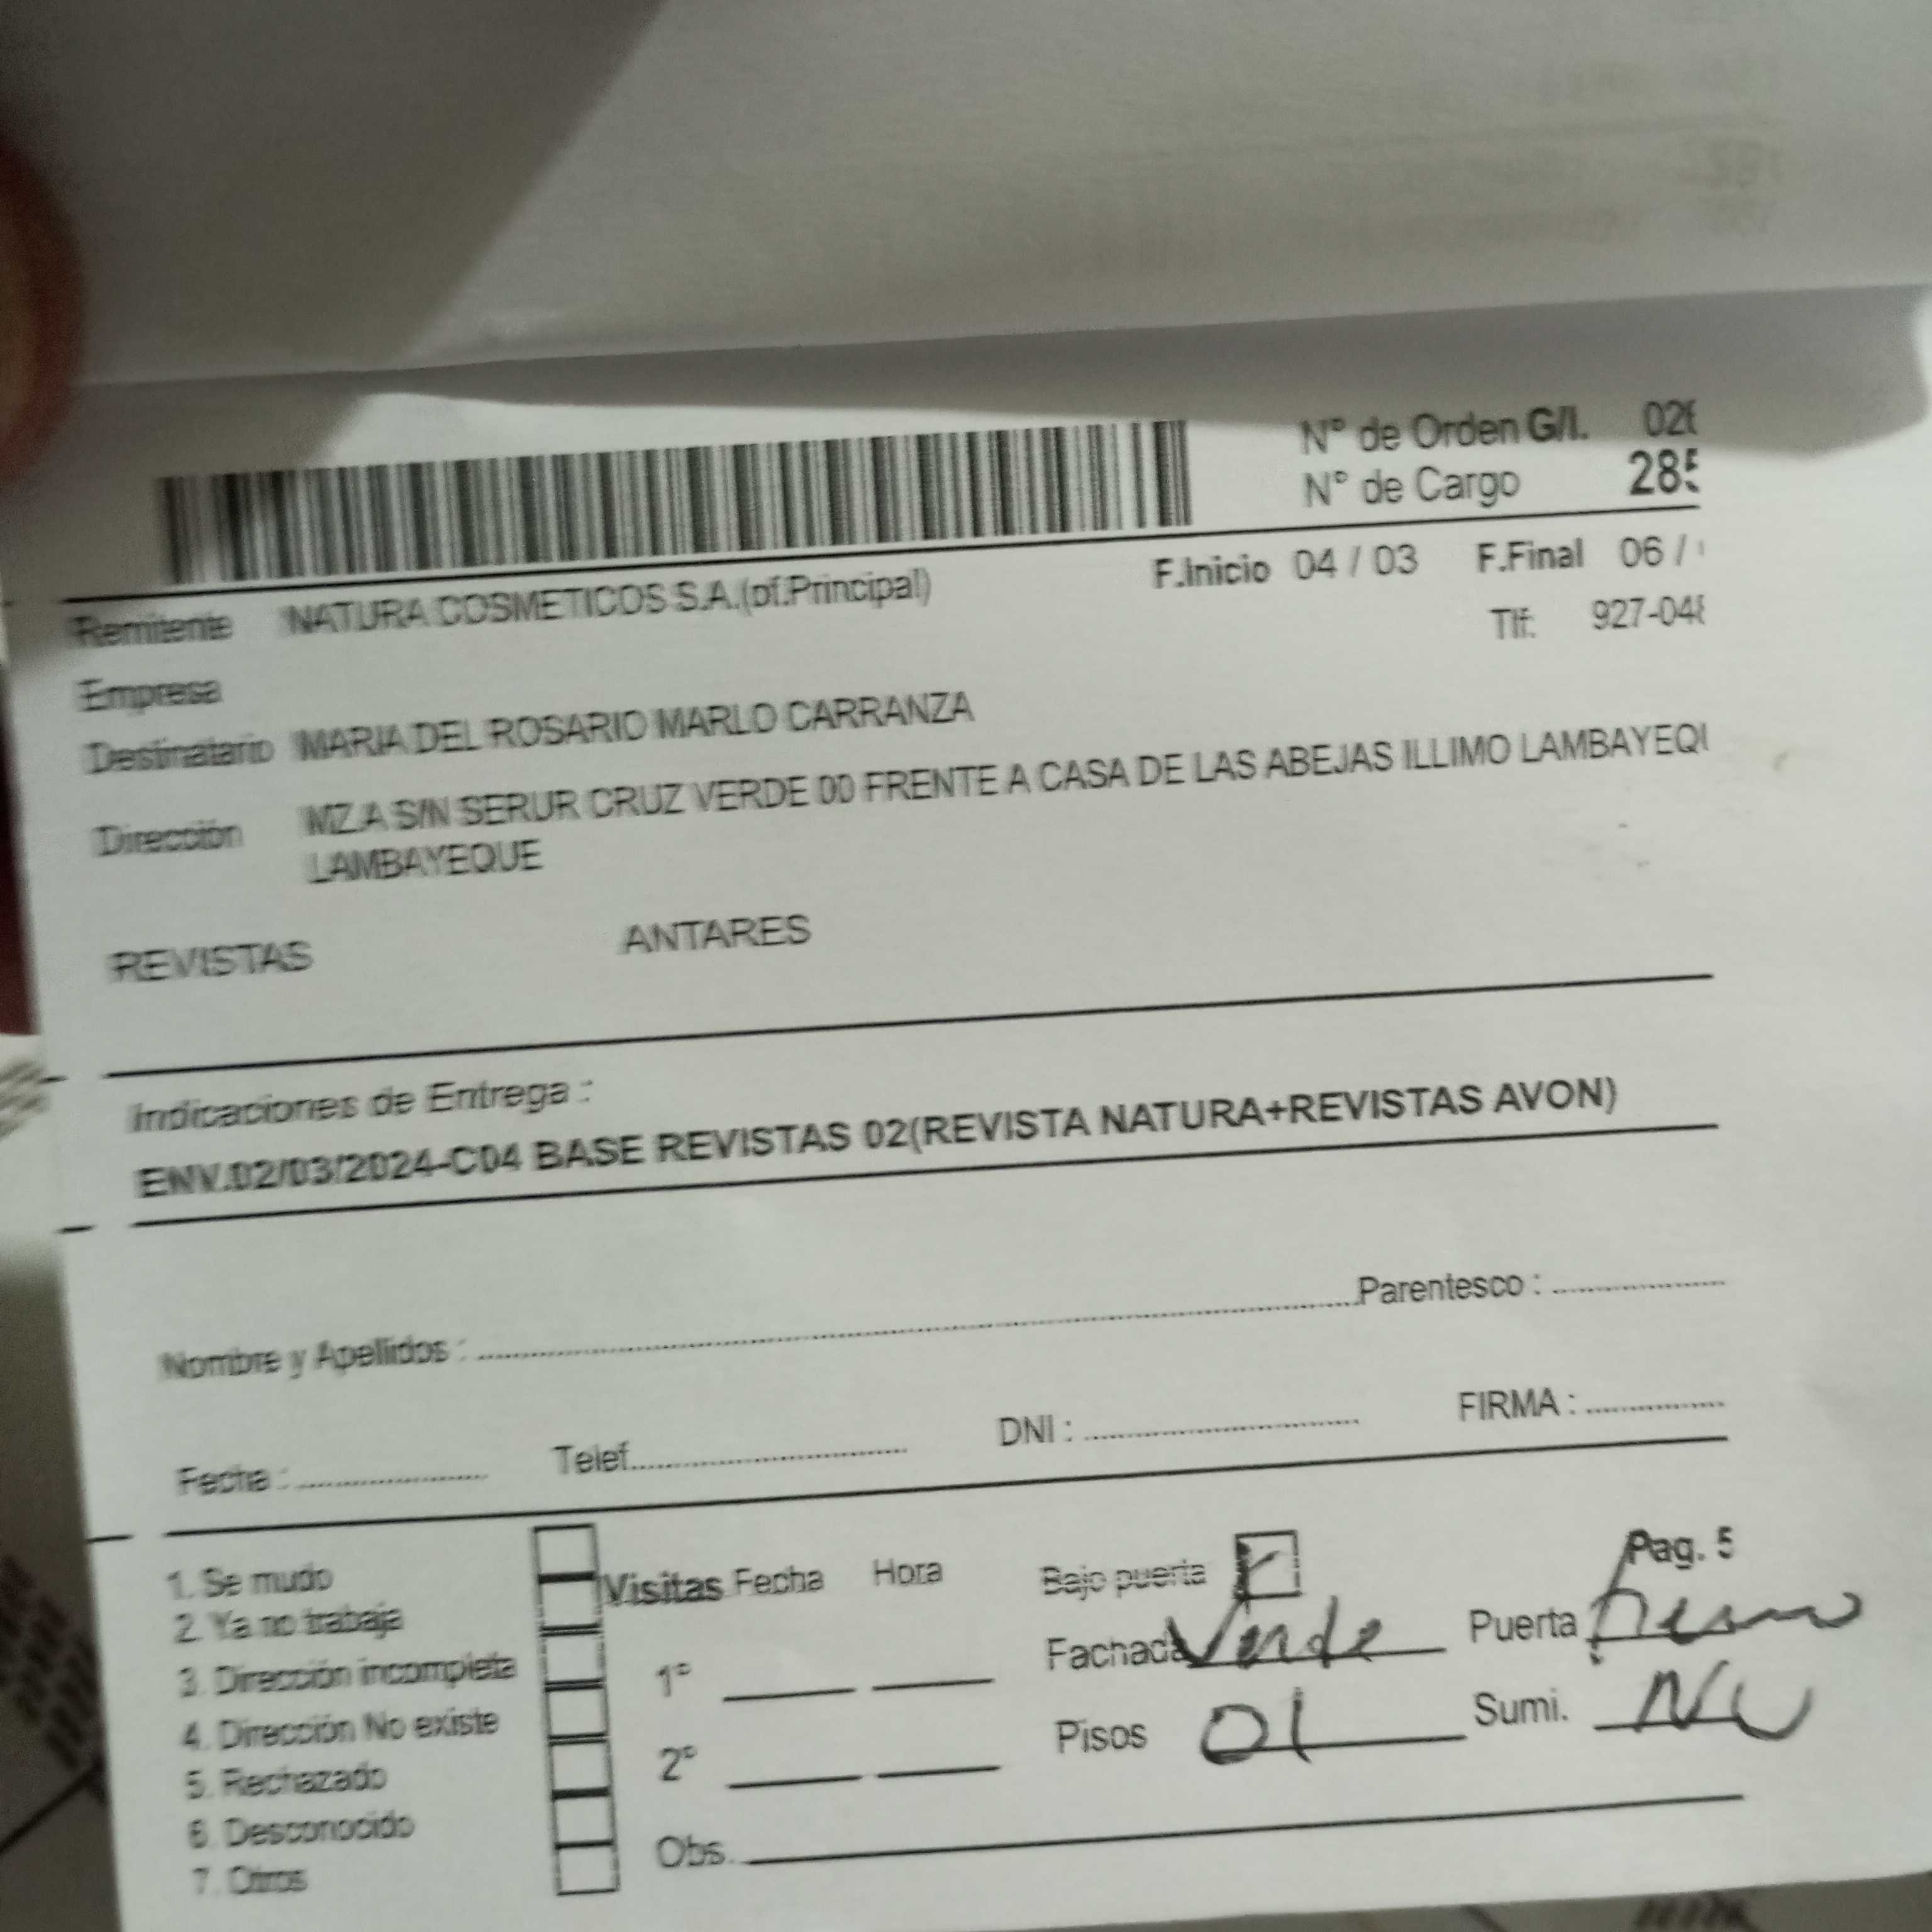 N° de Orden G/I. 026
N° de Cargo 285
F.Inicio 04 / 03 F.Final 06 /
Remitente NATURA COSMETICOS S.A.(of.Principal)
Tlf: 927-048
Empresa
Destinatario MARIA DEL ROSARIO MARLO CARRANZA
Dirección MZ.A S/N SERUR CRUZ VERDE 00 FRENTE A CASA DE LAS ABEJAS ILLIMO LAMBAYEQU
LAMBAYEQUE
REVISTAS ANTARES
Indicaciones de Entrega :
ENV.02/03/2024-C04 BASE REVISTAS 02(REVISTA NATURA+REVISTAS AVON)
Nombre y Apellidos : Parentesco :
Fecha : Telef. DNI : FIRMA :
Pag. 5
1. Se mudo Visitas Fecha Hora Bajo puerta
2. Ya no trabaja
3. Dirección incompleta 1° Fachada Verde Puerta
4. Dirección No existe
5. Rechazado 2° Pisos 01 Sumi.
6. Desconocido
7. Otros Obs.